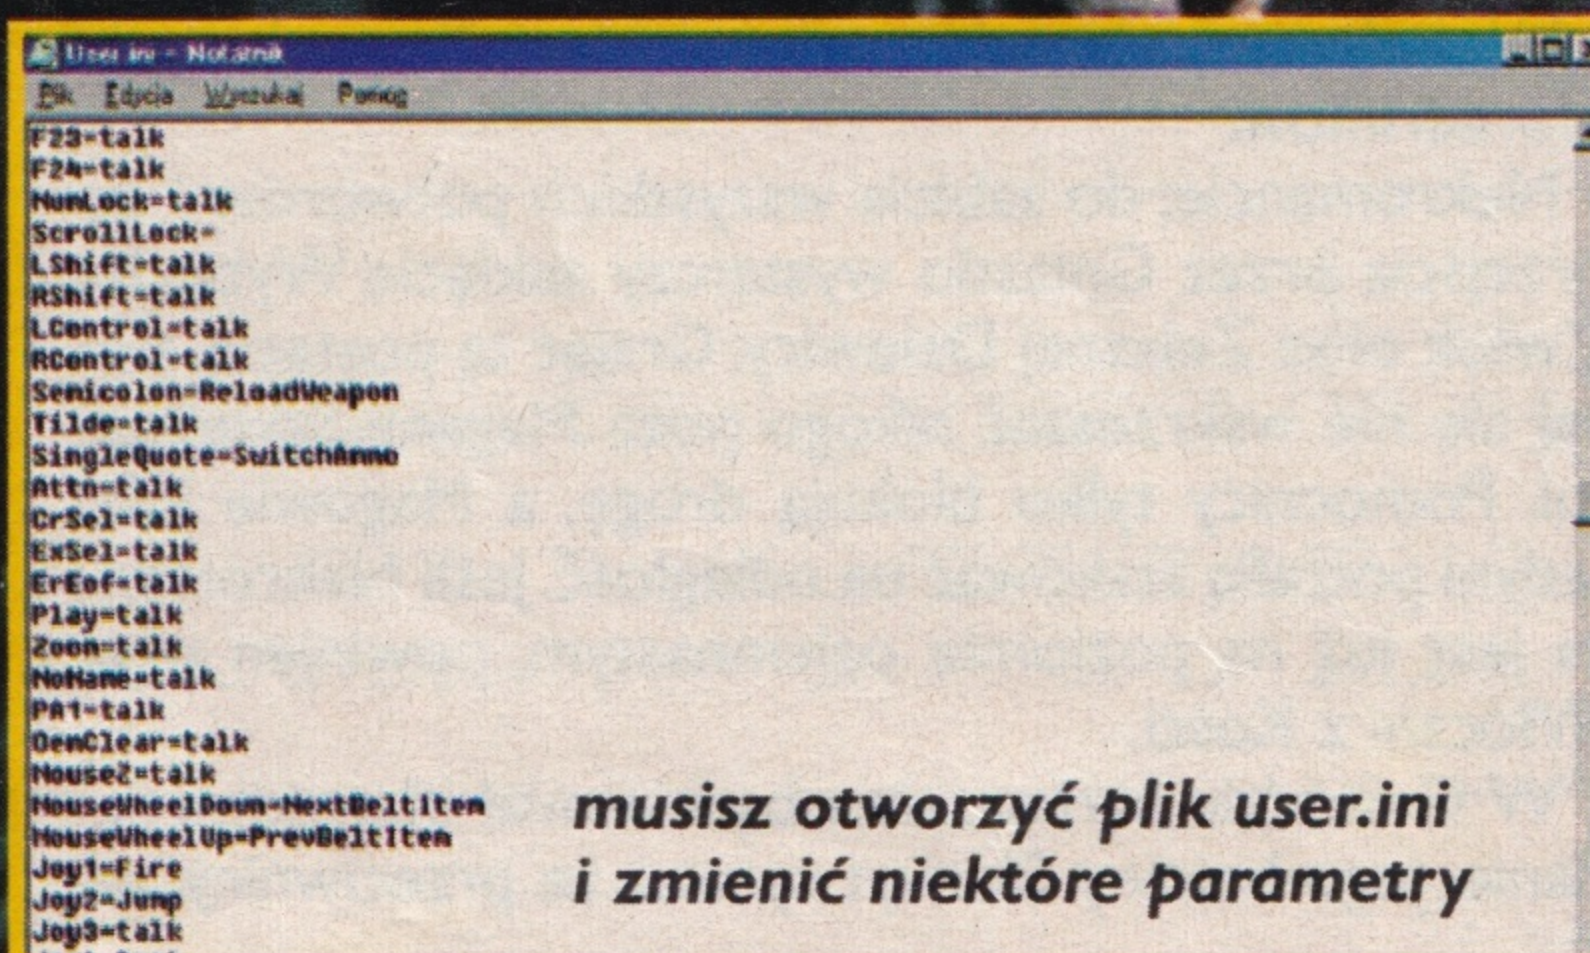 User.ini - Notatnik
Plik Edycja Wyszukaj Pomoc
F23=talk
F24=talk
NumLock=talk
ScrollLock=
LShift=talk
RShift=talk
LControl=talk
RControl=talk
Semicolon=ReloadWeapon
Tilde=talk
SingleQuote=SwitchAmmo
Attn=talk
CrSel=talk
ExSel=talk
ErEof=talk
Play=talk
Zoom=talk
NoName=talk
PA1=talk
OemClear=talk
MouseZ=talk
MouseWheelDown=NextBeltItem
MouseWheelUp=PrevBeltItem
Joy1=Fire
Joy2=Jump
Joy3=talk
musisz otworzyć plik user.ini
i zmienić niektóre parametry